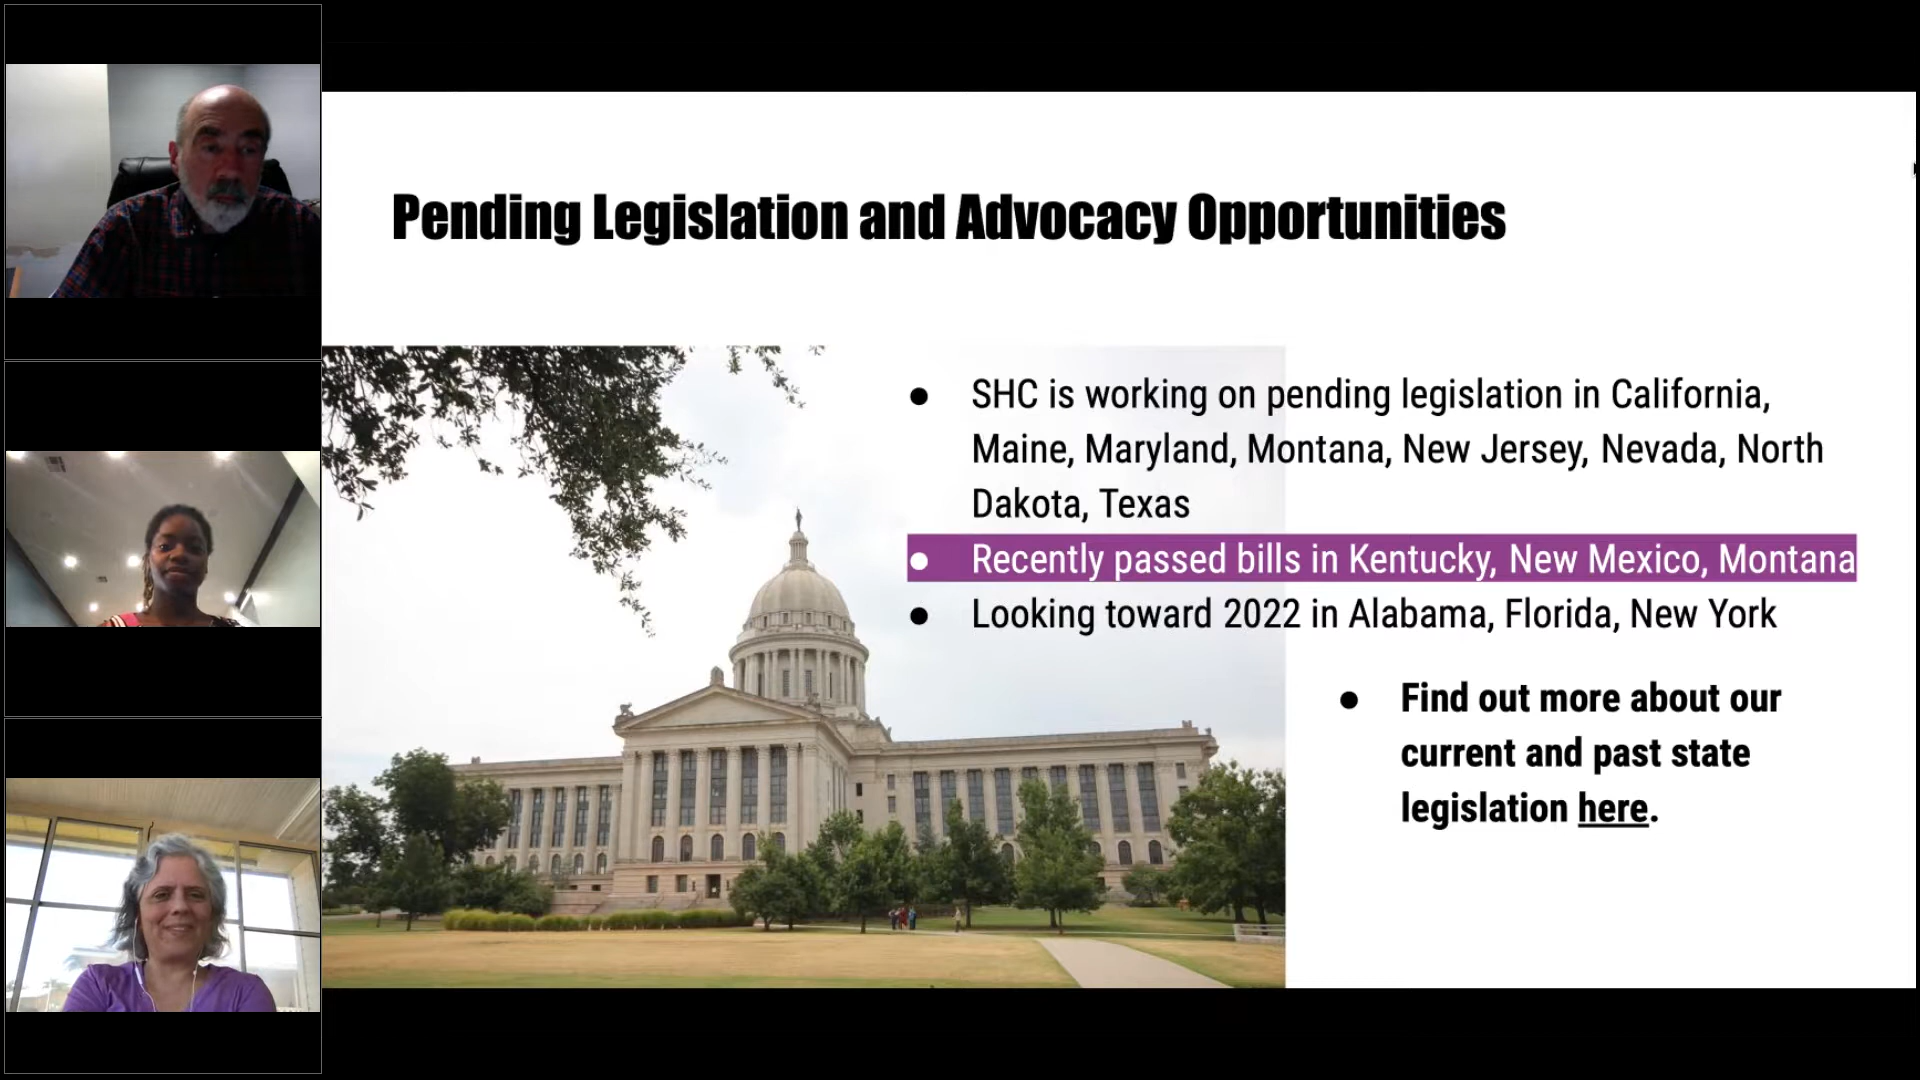 Pending Legislation and Advocacy Opportunities
● SHC is working on pending legislation in California,
Maine, Maryland, Montana, New Jersey, Nevada, North
Dakota, Texas
● Recently passed bills in Kentucky, New Mexico, Montana
● Looking toward 2022 in Alabama, Florida, New York
● Find out more about our
current and past state
legislation here.